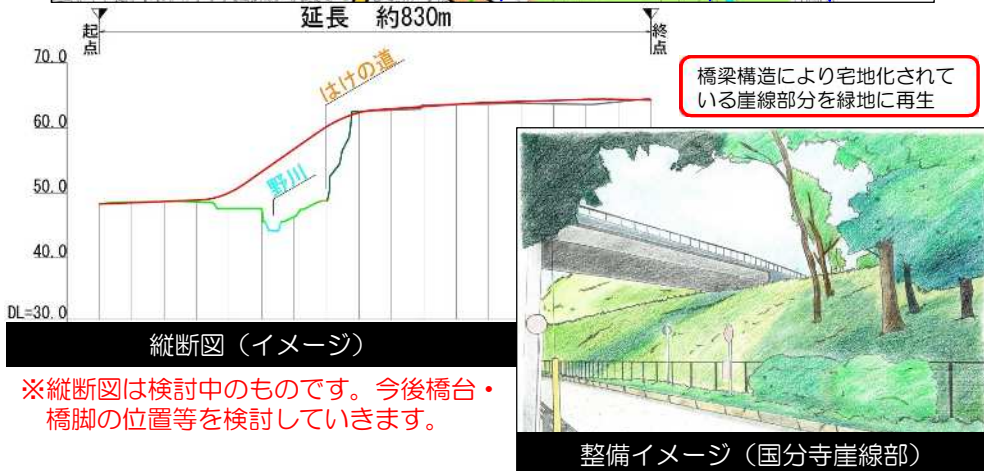 延長 約830m
起点
終点
70.0
60.0
50.0
40.0
DL=30.0
はけの道
野川
橋梁構造により宅地化されて
いる崖線部分を緑地に再生
縦断図（イメージ）
※縦断図は検討中のものです。今後橋台・
橋脚の位置等を検討していきます。
整備イメージ（国分寺崖線部）